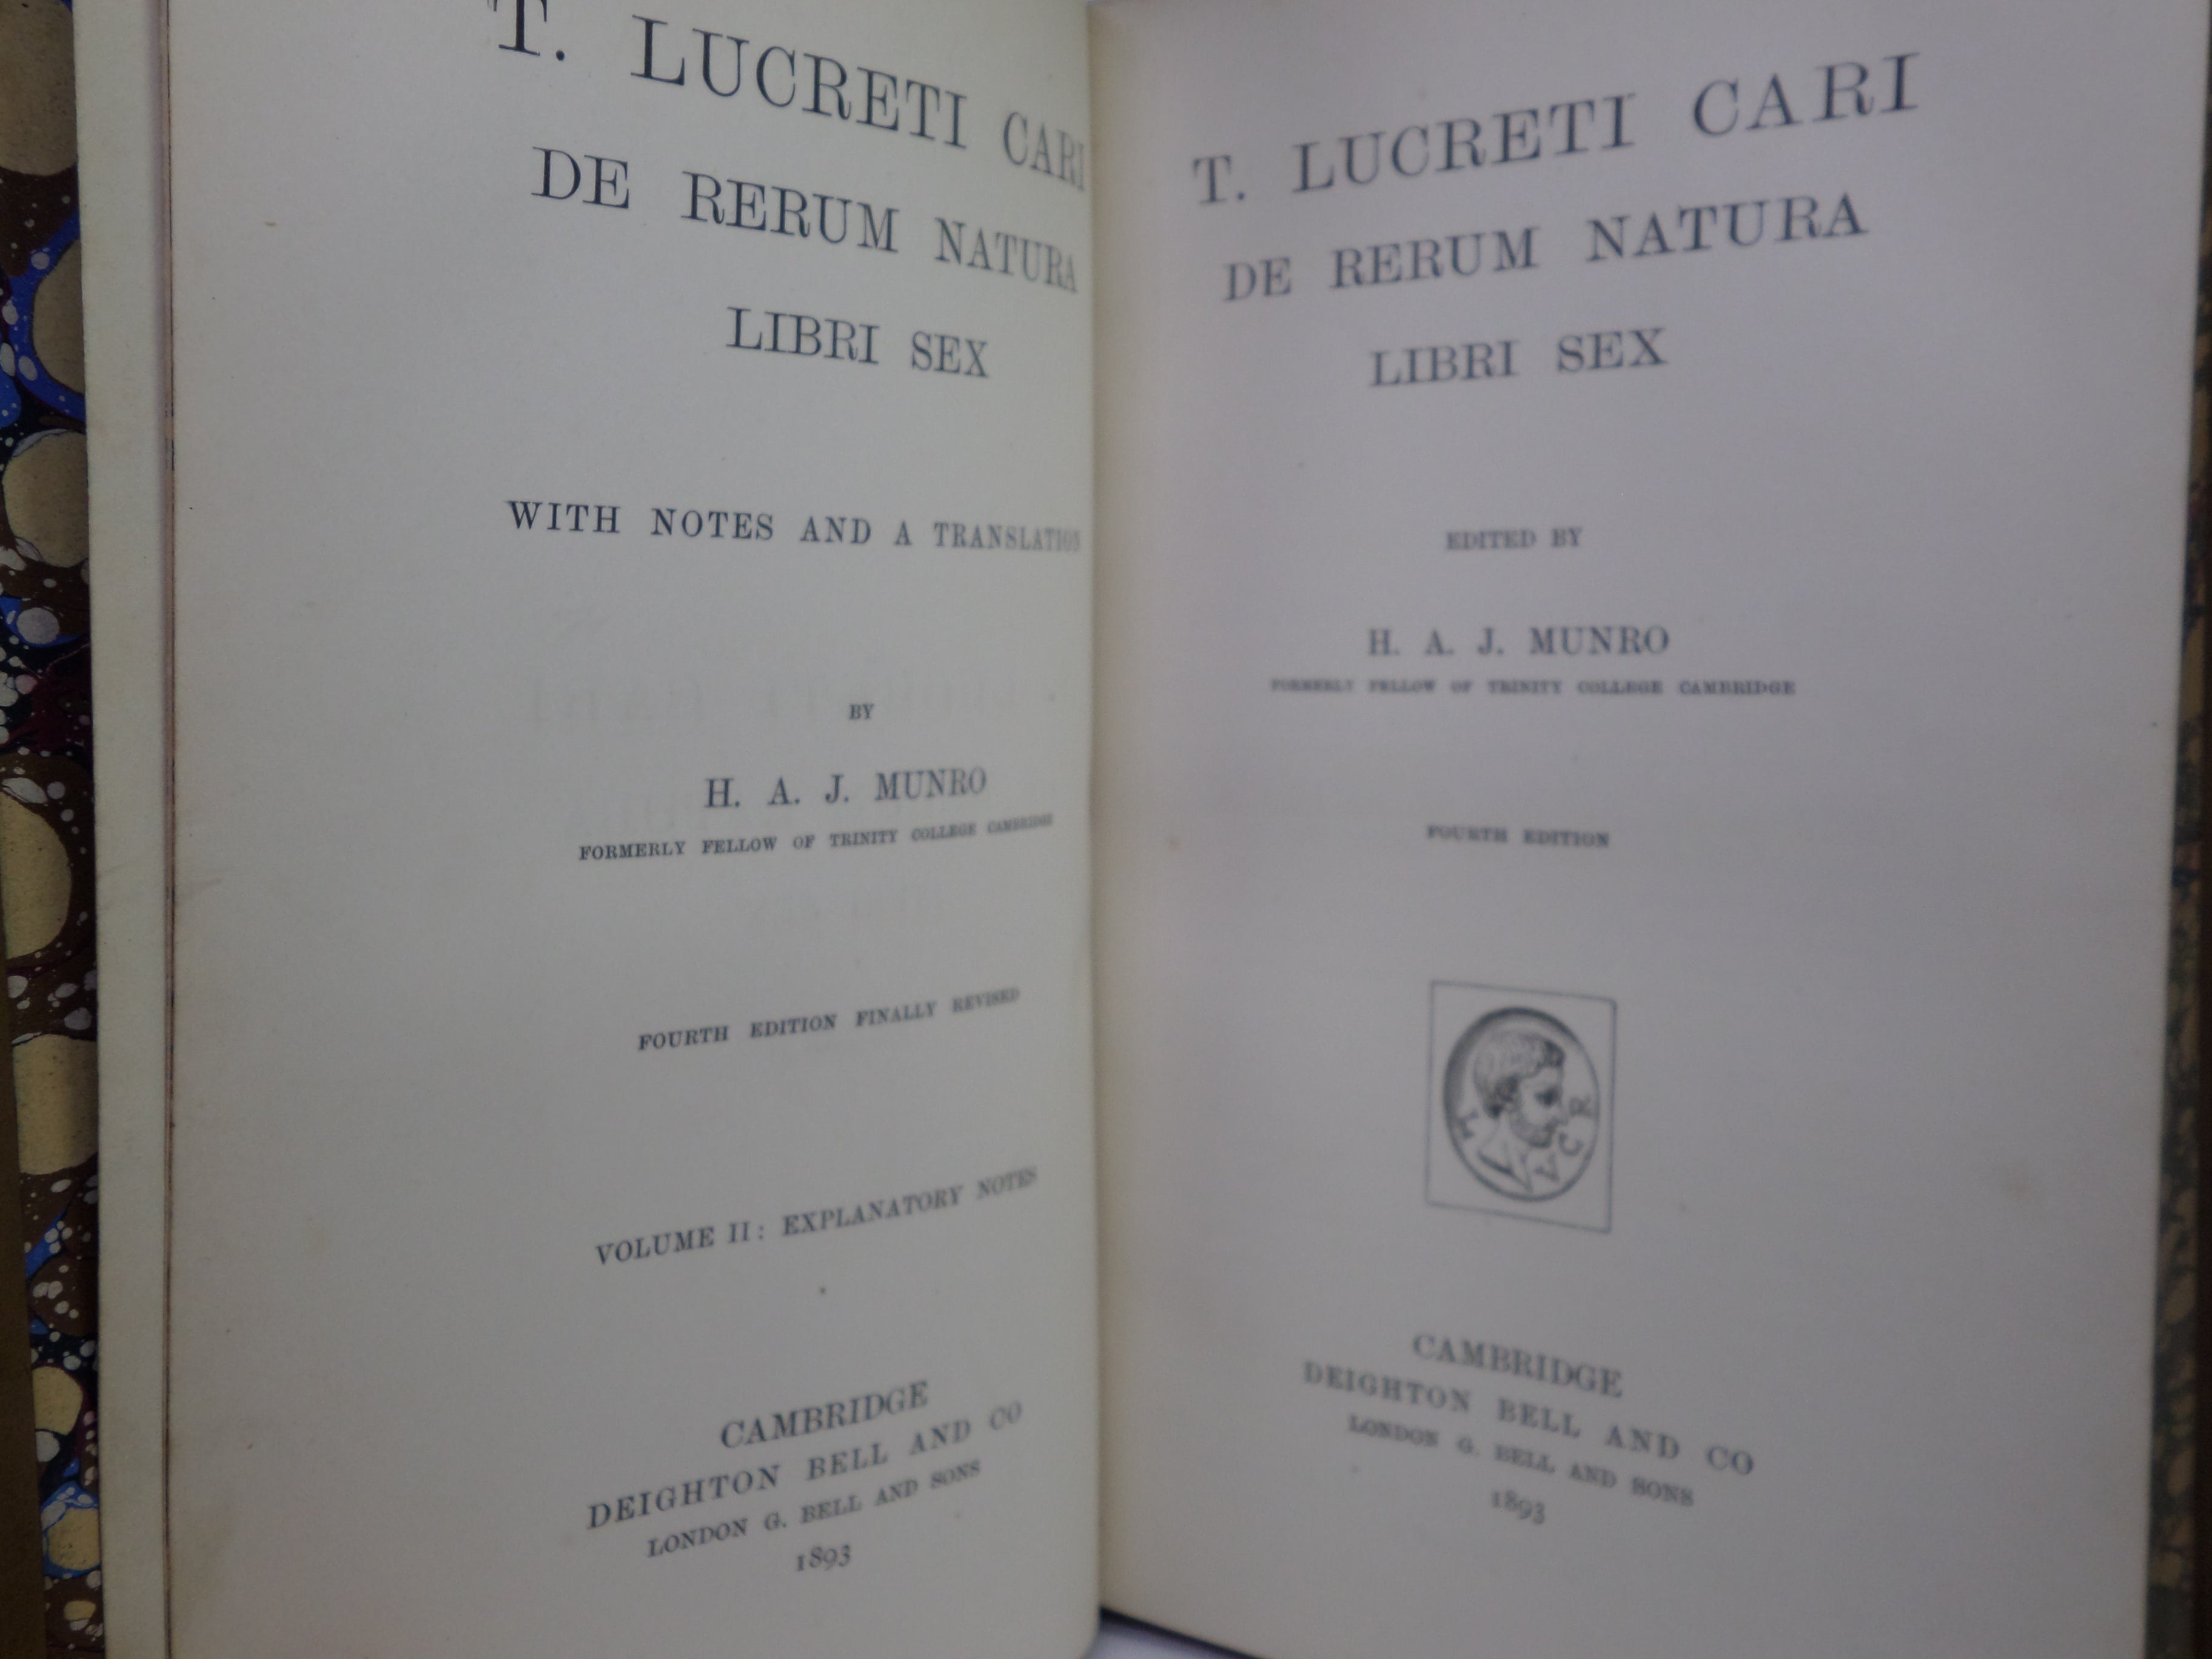 T. LUCRETI CARI
DE RERUM NATURA
LIBRI SEX
WITH NOTES AND A TRANSLATION
BY
H. A. J. MUNRO
FORMERLY FELLOW OF TRINITY COLLEGE CAMBRIDGE
FOURTH EDITION FINALLY REVISED
VOLUME II: EXPLANATORY NOTES
CAMBRIDGE
DEIGHTON BELL AND CO
LONDON G. BELL AND SONS
1893
T. LUCRETI CARI
DE RERUM NATURA
LIBRI SEX
EDITED BY
H. A. J. MUNRO
FORMERLY FELLOW OF TRINITY COLLEGE CAMBRIDGE
FOURTH EDITION
LVCR
CAMBRIDGE
DEIGHTON BELL AND CO
LONDON G. BELL AND SONS
1893